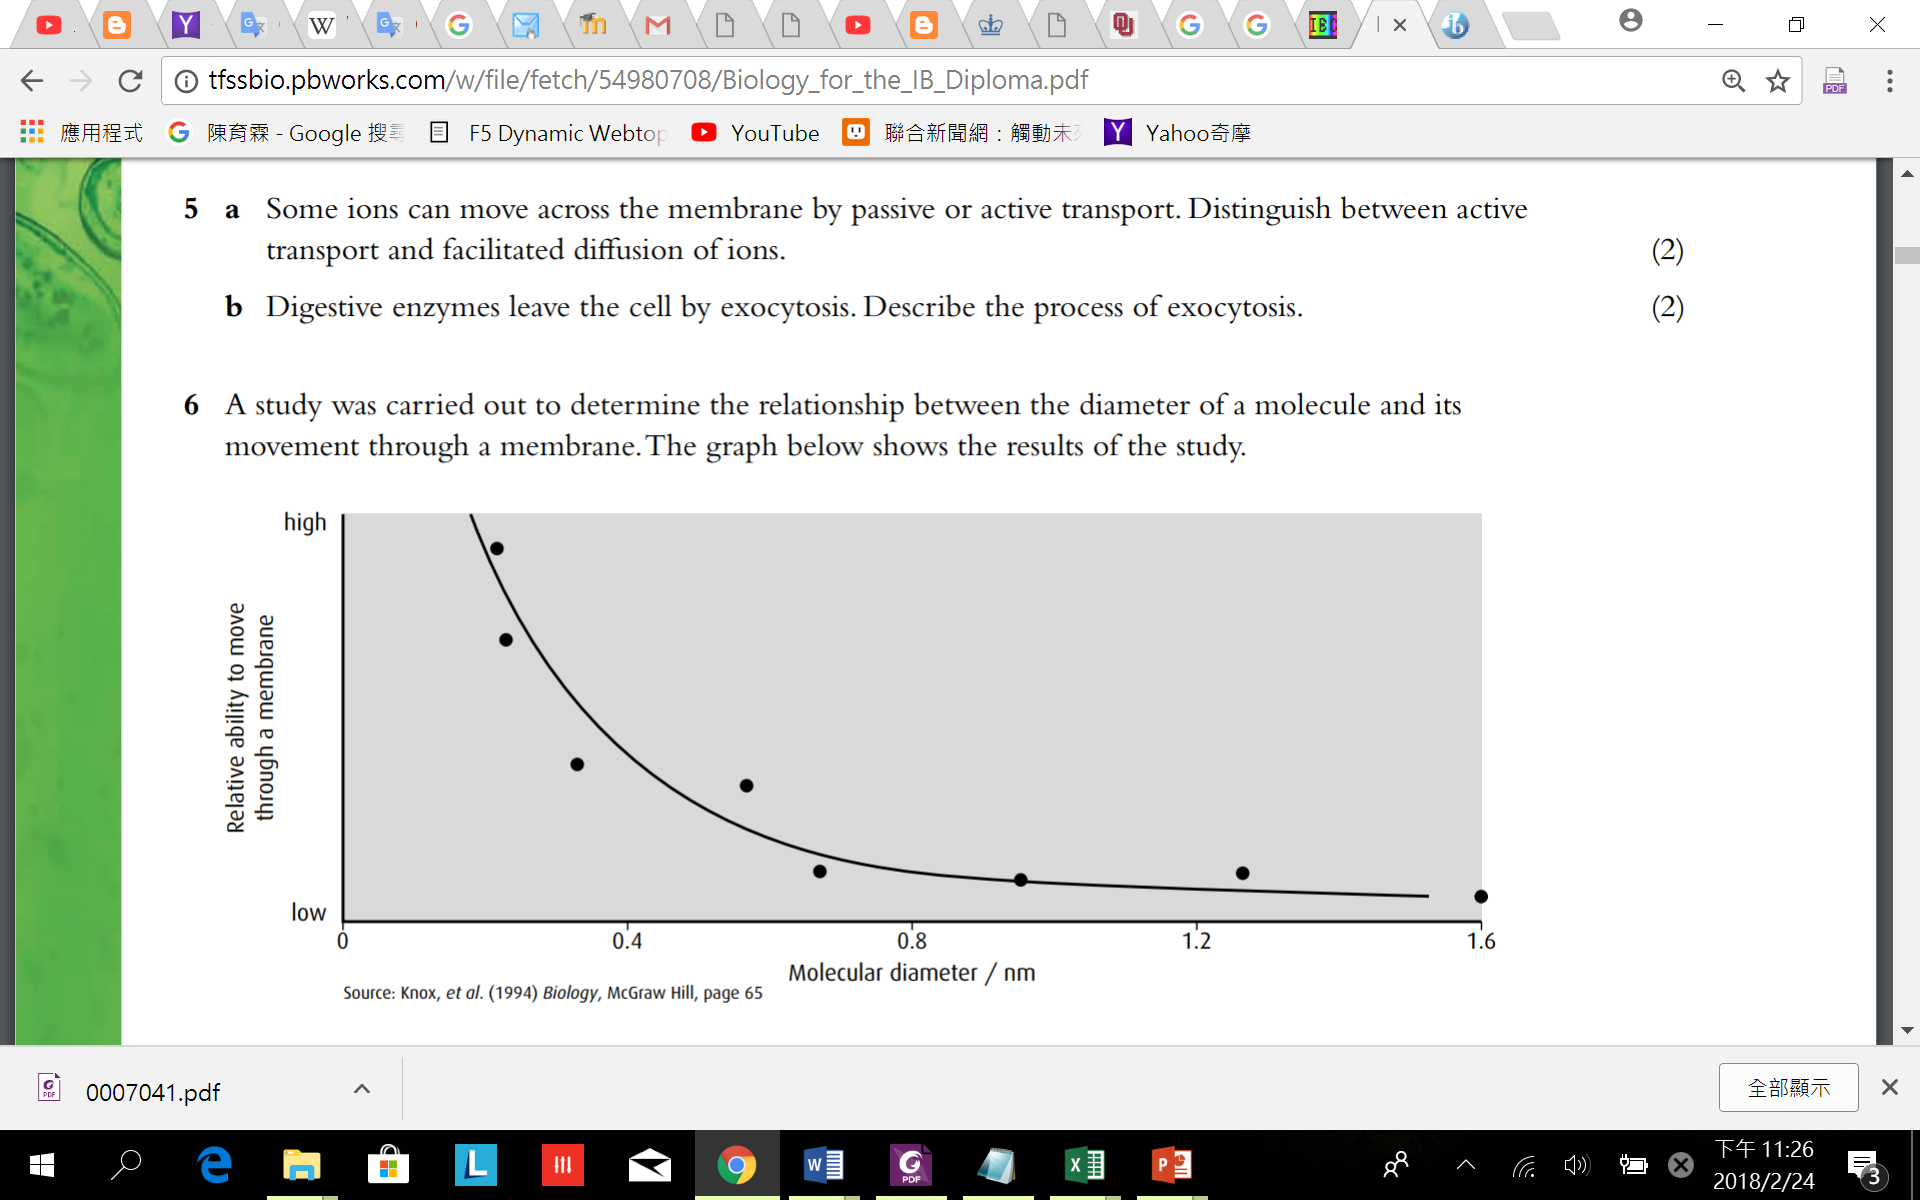 tfssbio.pbworks.com/w/file/fetch/54980708/Biology_for_the_IB_Diploma.pdf
應用程式
陳育霖 - Google 搜尋
F5 Dynamic Webtop
YouTube
聯合新聞網：觸動未
Yahoo奇摩
5 a Some ions can move across the membrane by passive or active transport. Distinguish between active
transport and facilitated diffusion of ions. (2)
b Digestive enzymes leave the cell by exocytosis. Describe the process of exocytosis. (2)
6 A study was carried out to determine the relationship between the diameter of a molecule and its
movement through a membrane. The graph below shows the results of the study.
high
Relative ability to move
through a membrane
low
0 0.4 0.8 1.2 1.6
Molecular diameter / nm
Source: Knox, et al. (1994) Biology, McGraw Hill, page 65
0007041.pdf
全部顯示
下午 11:26
2018/2/24
3